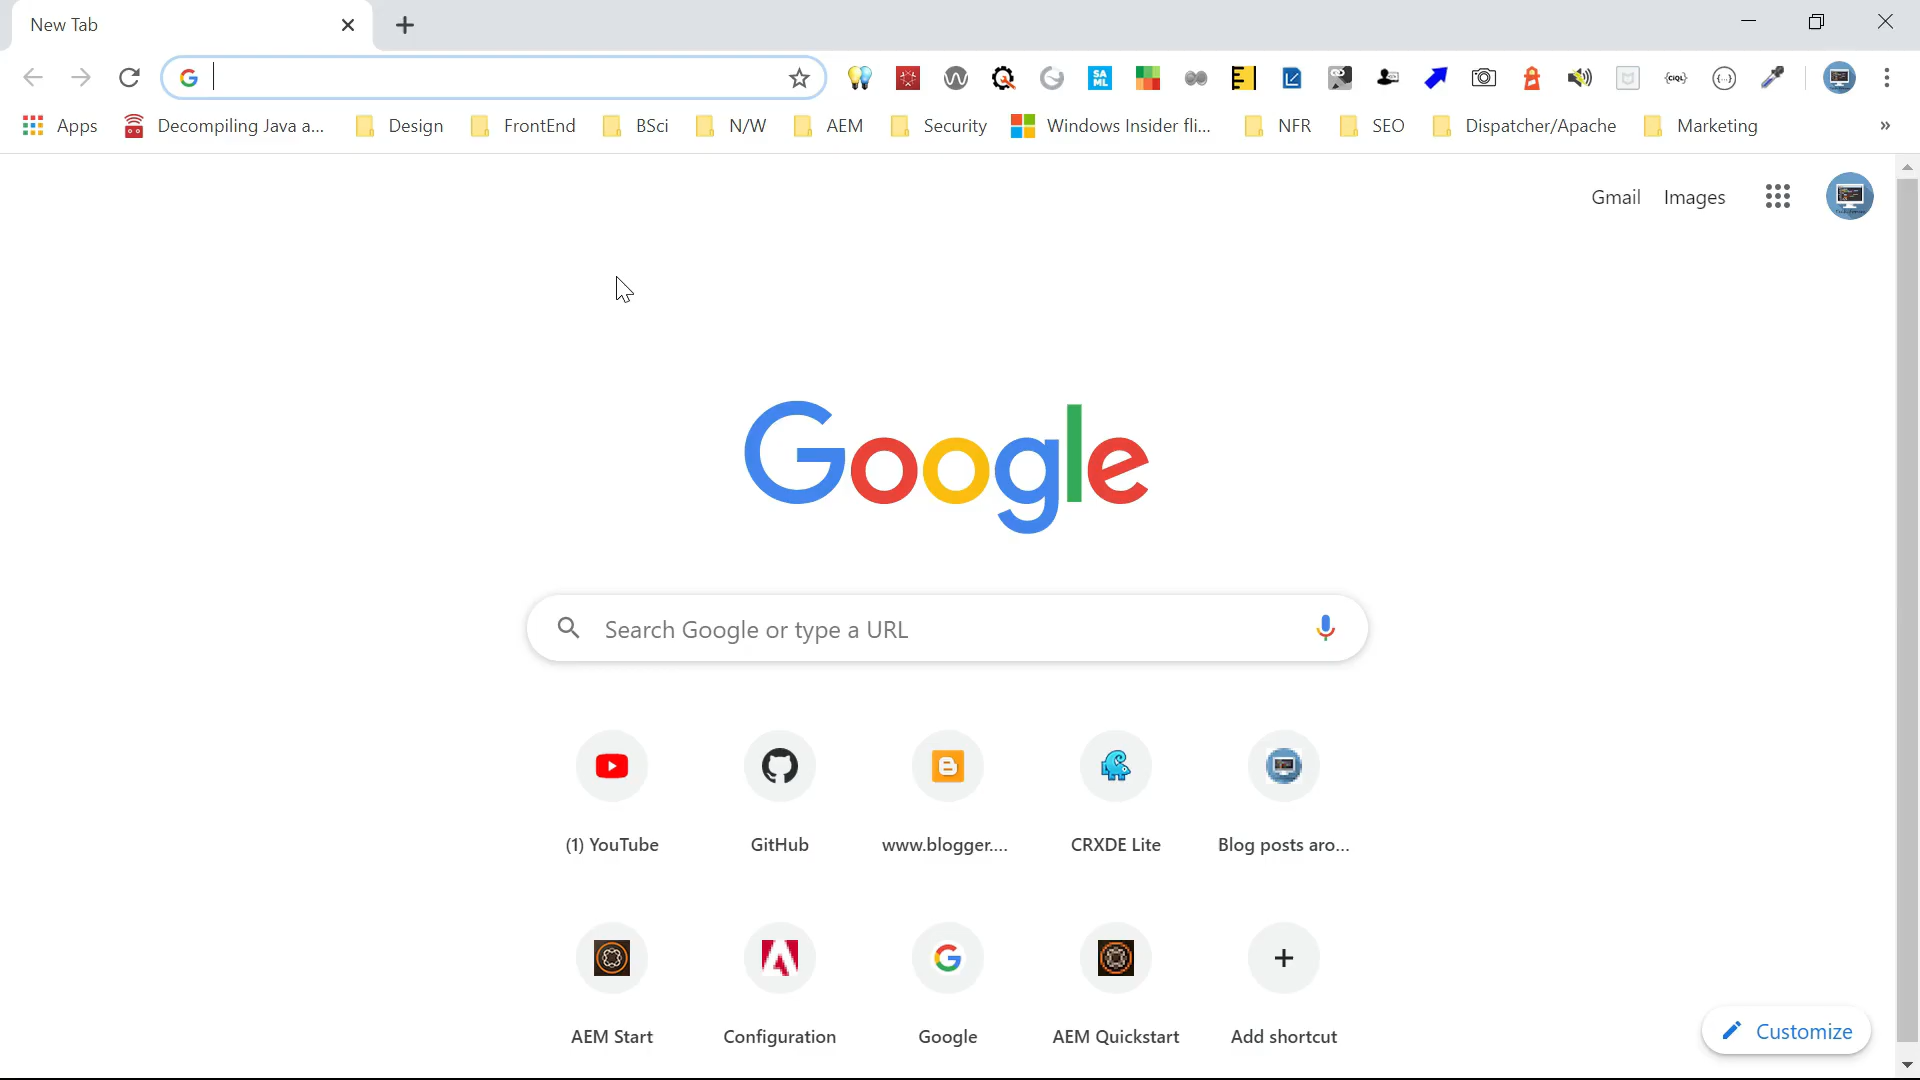 New Tab
Apps
Decompiling Java a...
Design
FrontEnd
BSci
N/W
AEM
Security
Windows Insider fli...
NFR
SEO
Dispatcher/Apache
Marketing
»
Gmail
Images
Google
Search Google or type a URL
(1) YouTube
GitHub
www.blogger....
CRXDE Lite
Blog posts aro...
AEM Start
Configuration
Google
AEM Quickstart
Add shortcut
Customize